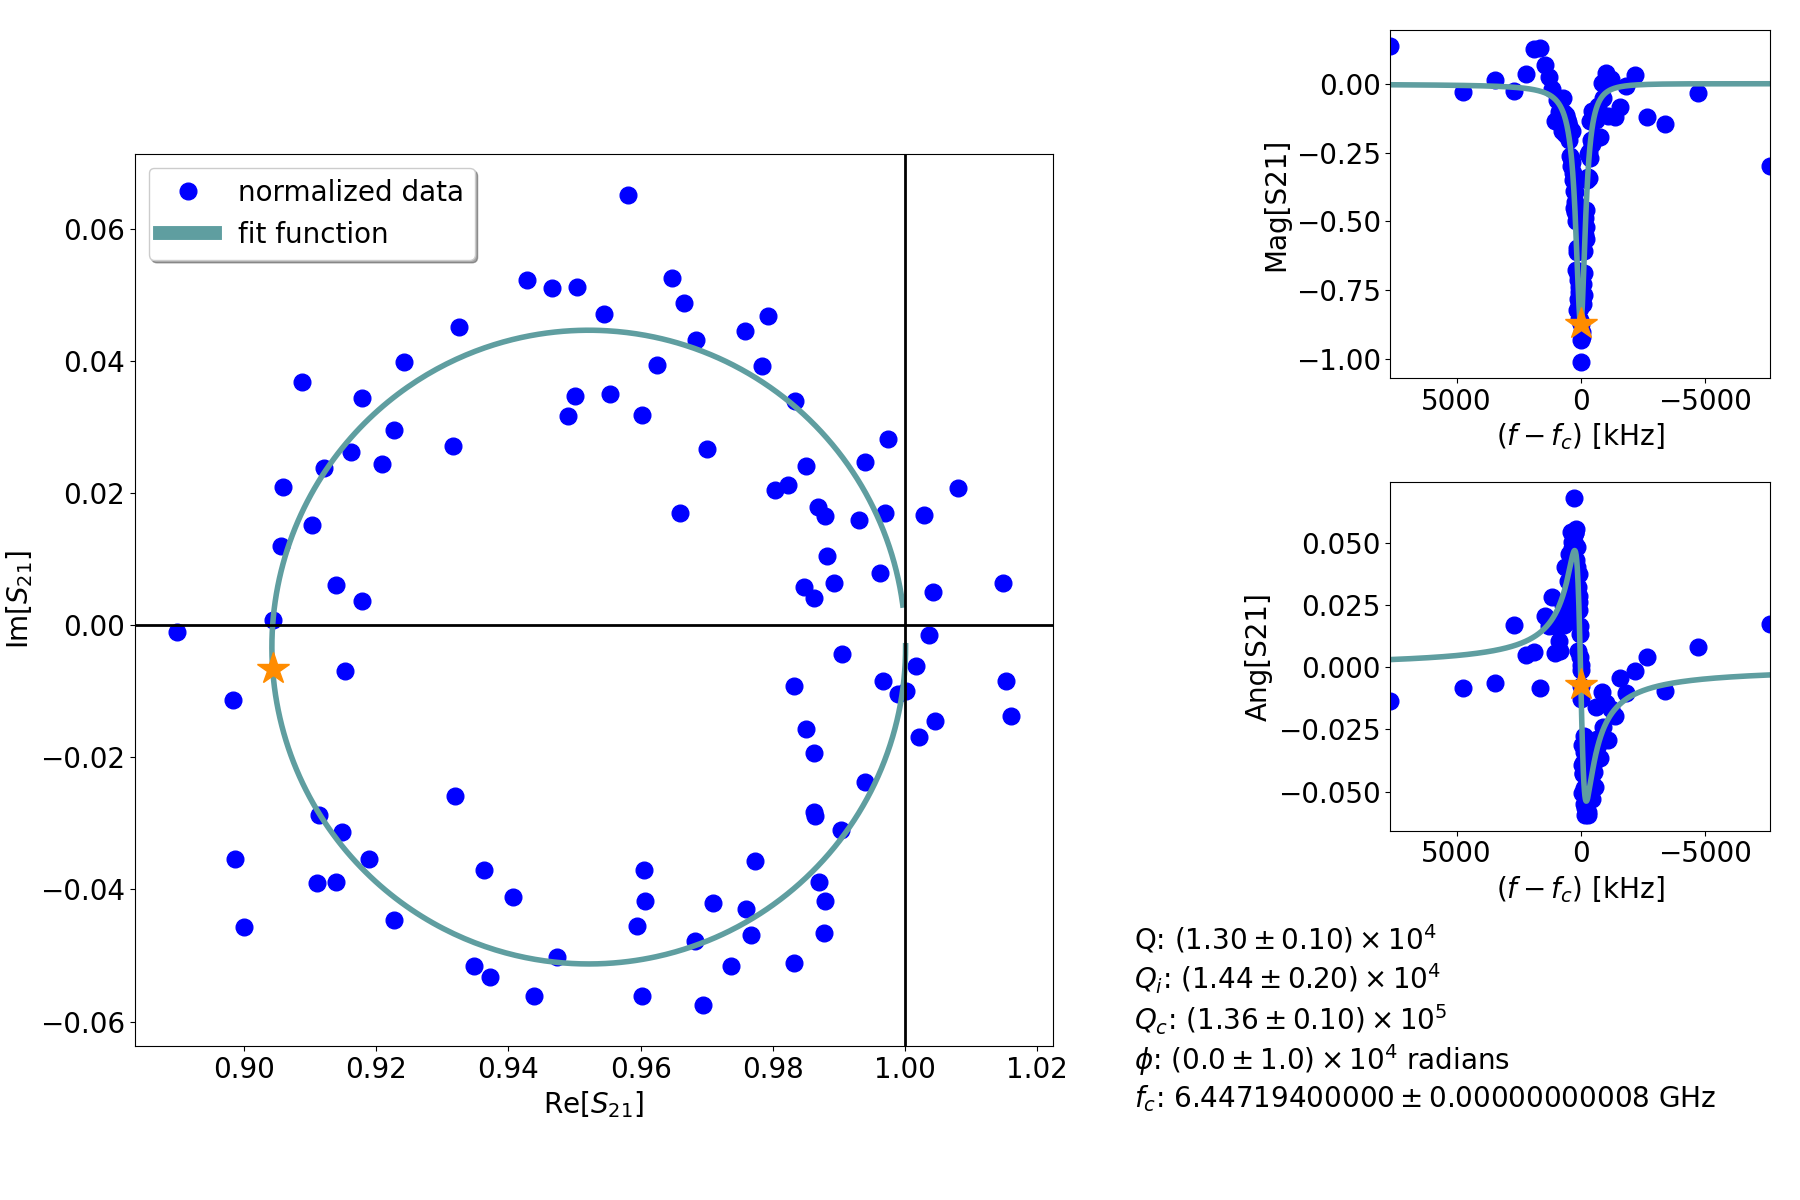 normalized data
fit function
0.06
0.04
0.02
0.00
−0.02
−0.04
−0.06
Im[S21]
0.90 0.92 0.94 0.96 0.98 1.00 1.02
Re[S21]
0.00
−0.25
−0.50
−0.75
−1.00
Mag[S21]
5000 0 −5000
(f − fc) [kHz]
0.050
0.025
0.000
−0.025
−0.050
Ang[S21]
5000 0 −5000
(f − fc) [kHz]
Q: (1.30 ± 0.10) × 10^4
Qi: (1.44 ± 0.20) × 10^4
Qc: (1.36 ± 0.10) × 10^5
ϕ: (0.0 ± 1.0) × 10^4 radians
fc: 6.44719400000 ± 0.00000000008 GHz